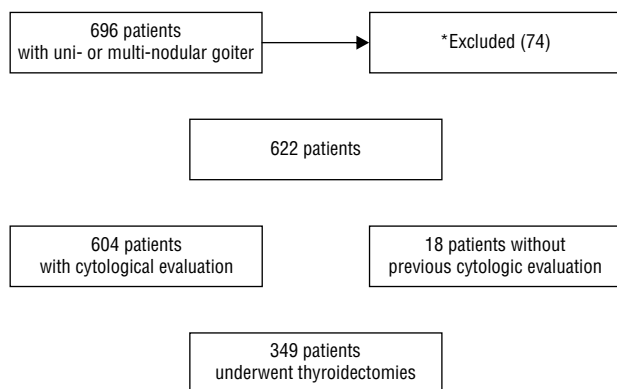 696 patients
with uni- or multi-nodular goiter
*Excluded (74)
622 patients
604 patients
with cytological evaluation
18 patients without
previous cytologic evaluation
349 patients
underwent thyroidectomies